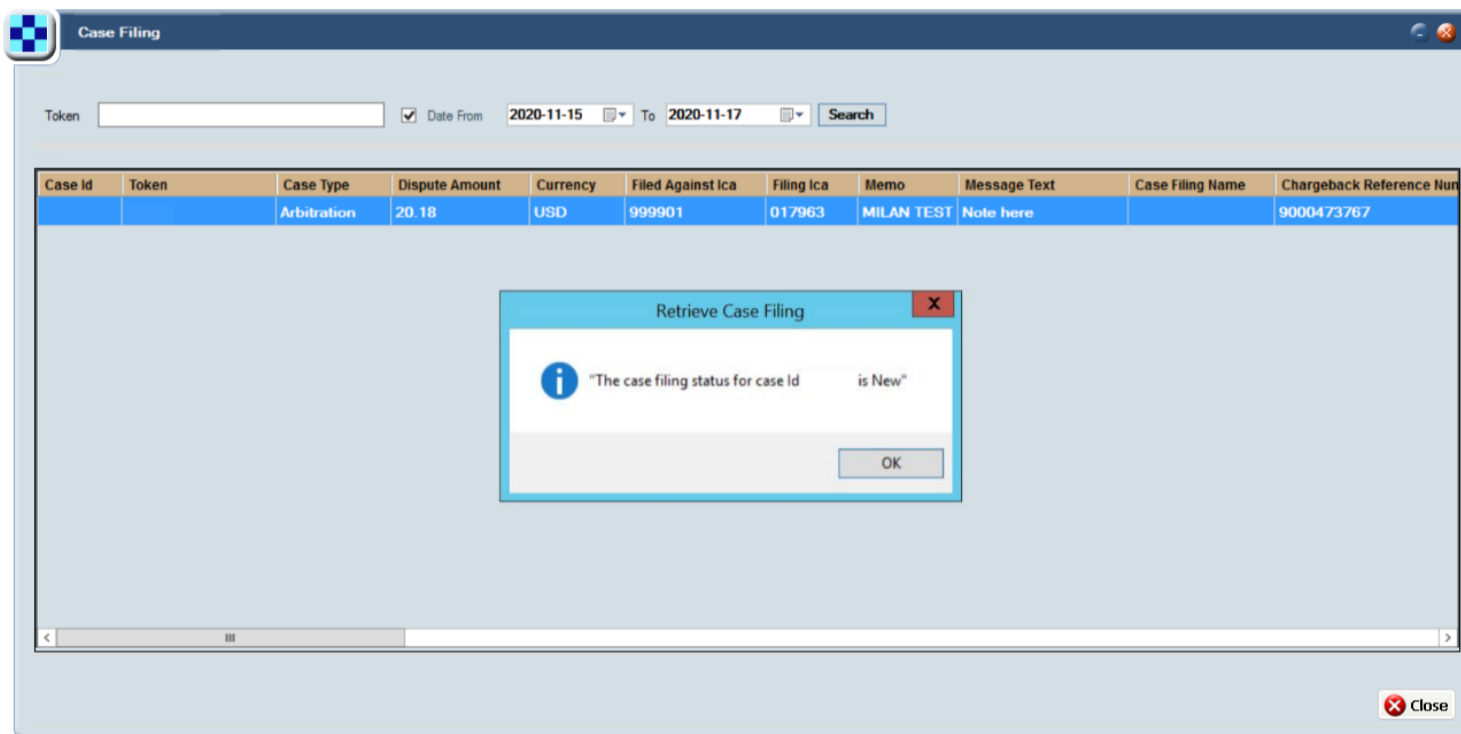 Case Filing
Token Date From 2020-11-15 To 2020-11-17 Search
Case Id Token Case Type Dispute Amount Currency Filed Against Ica Filing Ica Memo Message Text Case Filing Name Chargeback Reference Nun
Arbitration 20.18 USD 999901 017963 MILAN TEST Note here 9000473767
Retrieve Case Filing
X
"The case filing status for case Id is New"
OK
Close